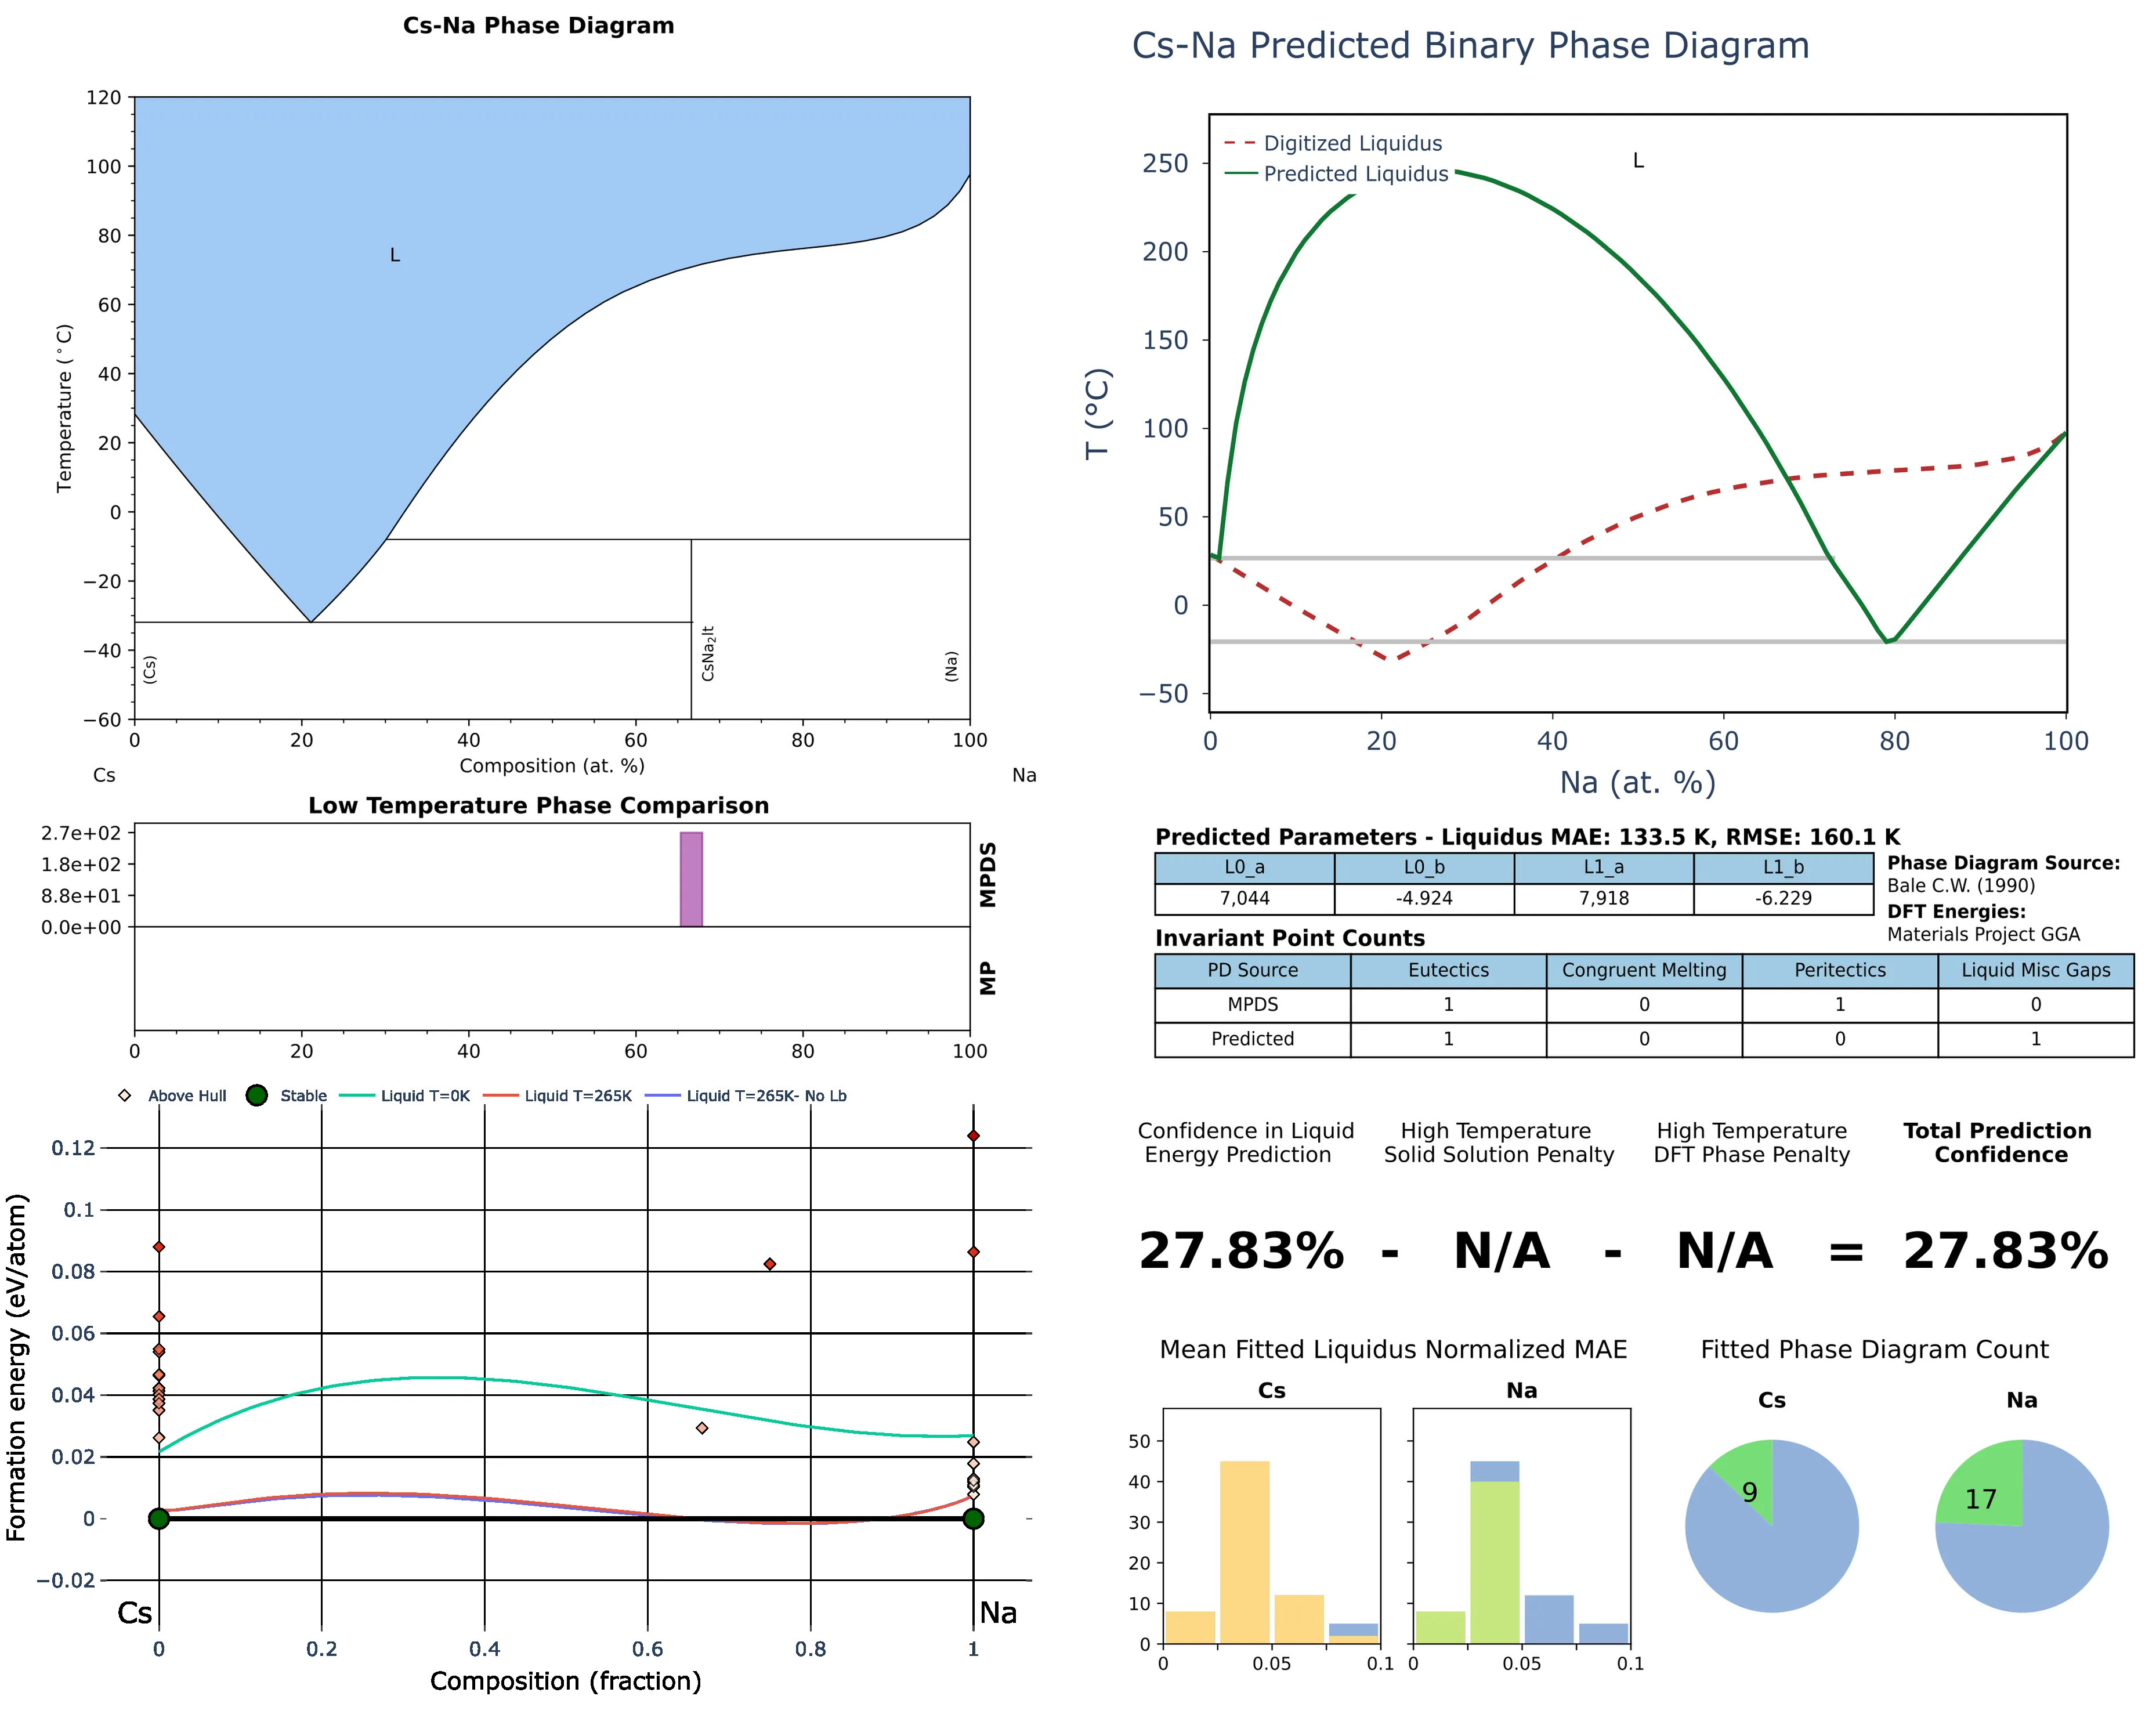 Cs-Na Phase Diagram
120
100
80
60
40
20
0
−20
−40
−60
Temperature (°C)
L
(Cs)
CsNa2lt
(Na)
0 20 40 60 80 100
Composition (at. %)
Cs Na
Low Temperature Phase Comparison
2.7e+02
1.8e+02
8.8e+01
0.0e+00
MPDS
MP
0 20 40 60 80 100
Above Hull Stable Liquid T=0K Liquid T=265K Liquid T=265K- No Lb
0.12
0.1
0.08
0.06
0.04
0.02
0
−0.02
Formation energy (eV/atom)
Cs Na
0 0.2 0.4 0.6 0.8 1
Composition (fraction)
Cs-Na Predicted Binary Phase Diagram
Digitized Liquidus
Predicted Liquidus
L
250
200
150
100
50
0
−50
T (°C)
0 20 40 60 80 100
Na (at. %)
Predicted Parameters - Liquidus MAE: 133.5 K, RMSE: 160.1 K
L0_a L0_b L1_a L1_b
7,044 -4.924 7,918 -6.229
Phase Diagram Source:
Bale C.W. (1990)
DFT Energies:
Materials Project GGA
Invariant Point Counts
PD Source Eutectics Congruent Melting Peritectics Liquid Misc Gaps
MPDS 1 0 1 0
Predicted 1 0 0 1
Confidence in Liquid
Energy Prediction
High Temperature
Solid Solution Penalty
High Temperature
DFT Phase Penalty
Total Prediction
Confidence
27.83% - N/A - N/A = 27.83%
Mean Fitted Liquidus Normalized MAE
Cs Na
50
40
30
20
10
0
0 0.05 0.1
0 0.05 0.1
Fitted Phase Diagram Count
Cs Na
9 17